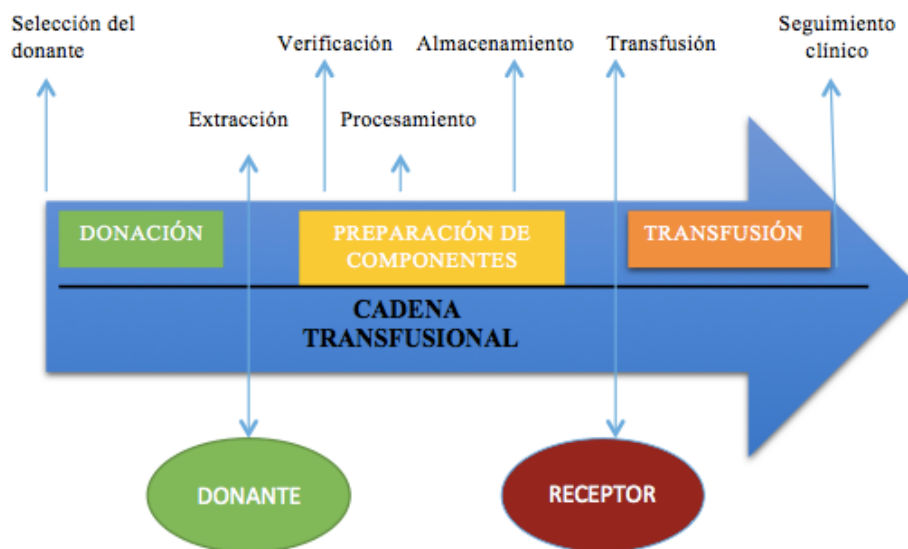 Selección del
donante
Verificación
Almacenamiento
Transfusión
Seguimiento
clínico
Extracción
Procesamiento
DONACIÓN
PREPARACIÓN DE
COMPONENTES
TRANSFUSIÓN
CADENA
TRANSFUSIONAL
DONANTE
RECEPTOR